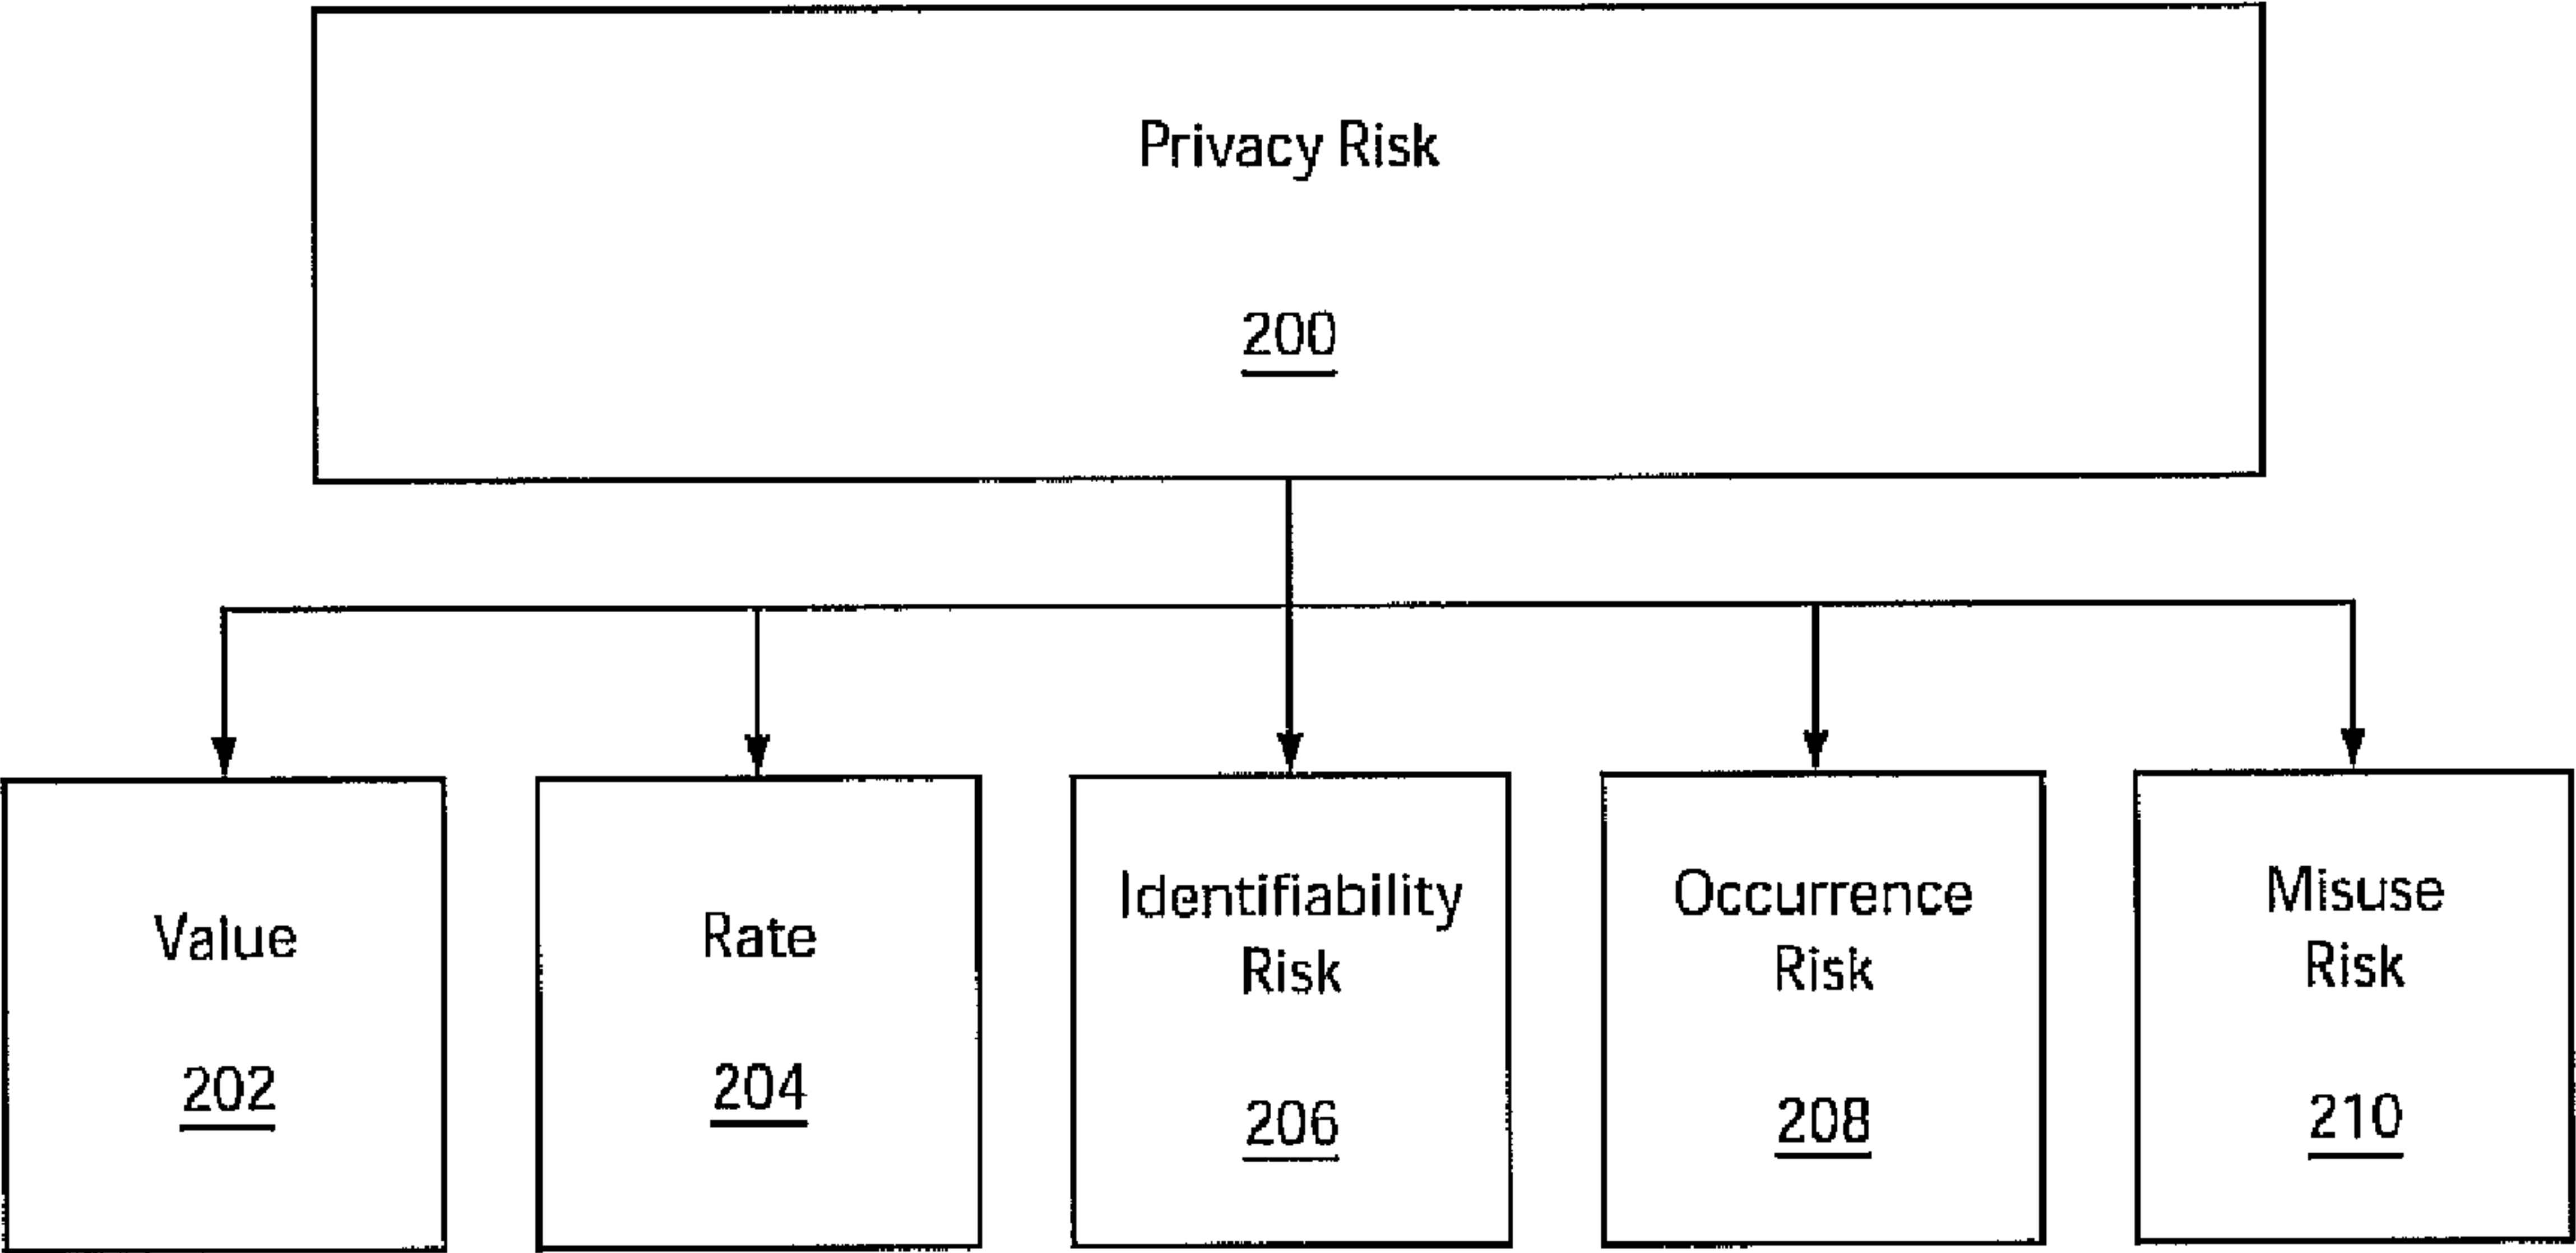 Privacy Risk
200
Value
202
Rate
204
Identifiability
Risk
206
Occurrence
Risk
208
Misuse
Risk
210